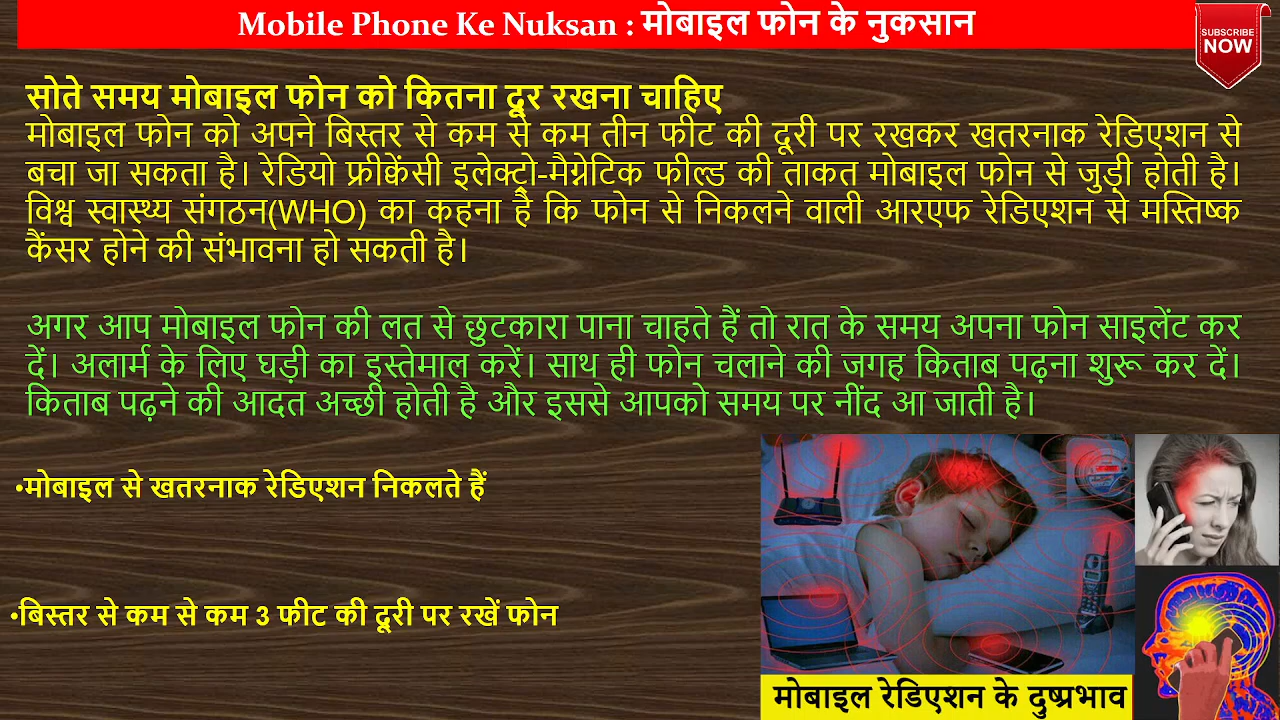 Mobile Phone Ke Nuksan : मोबाइल फोन के नुकसान
SUBSCRIBE
NOW
सोते समय मोबाइल फोन को कितना दूर रखना चाहिए
मोबाइल फोन को अपने बिस्तर से कम से कम तीन फीट की दूरी पर रखकर खतरनाक रेडिएशन से
बचा जा सकता है। रेडियो फ्रीक्वेंसी इलेक्ट्रो-मैग्नेटिक फील्ड की ताकत मोबाइल फोन से जुड़ी होती है।
विश्व स्वास्थ्य संगठन(WHO) का कहना है कि फोन से निकलने वाली आरएफ रेडिएशन से मस्तिष्क
कैंसर होने की संभावना हो सकती है।
अगर आप मोबाइल फोन की लत से छुटकारा पाना चाहते हैं तो रात के समय अपना फोन साइलेंट कर
दें। अलार्म के लिए घड़ी का इस्तेमाल करें। साथ ही फोन चलाने की जगह किताब पढ़ना शुरू कर दें।
किताब पढ़ने की आदत अच्छी होती है और इससे आपको समय पर नींद आ जाती है।
•मोबाइल से खतरनाक रेडिएशन निकलते हैं
•बिस्तर से कम से कम 3 फीट की दूरी पर रखें फोन
मोबाइल रेडिएशन के दुष्प्रभाव